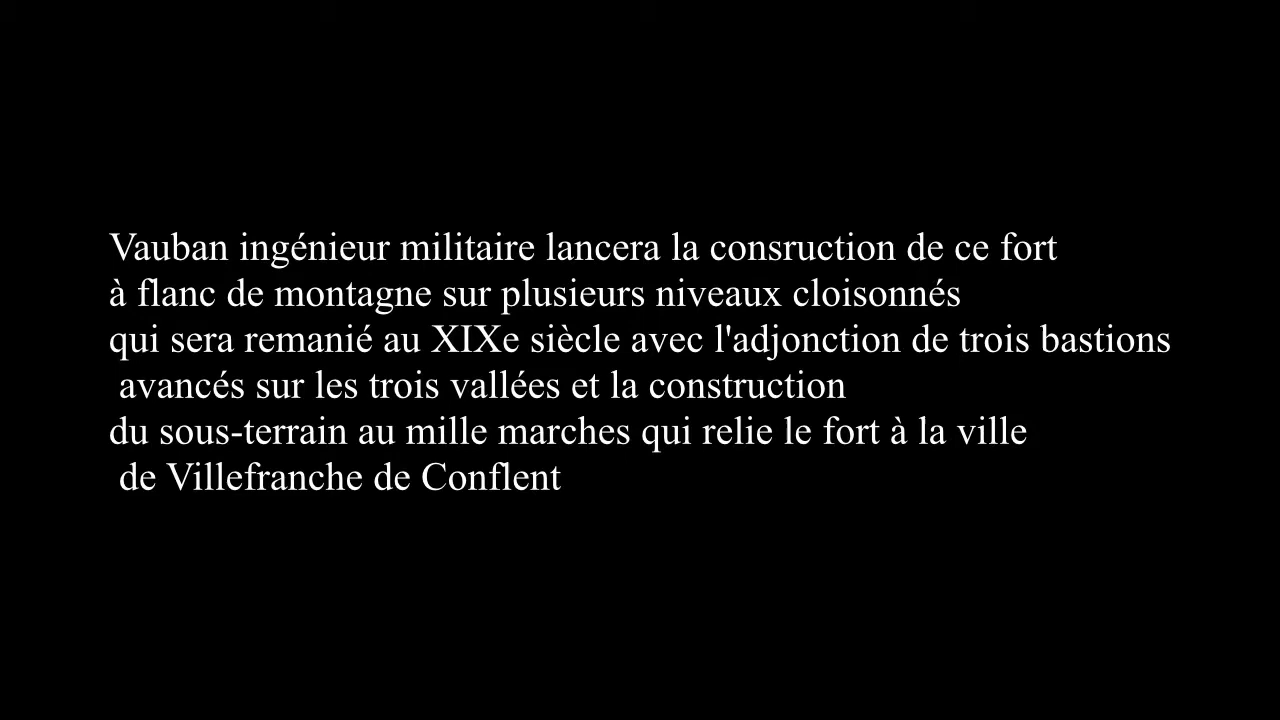 Vauban ingénieur militaire lancera la consruction de ce fort
à flanc de montagne sur plusieurs niveaux cloisonnés
qui sera remanié au XIXe siècle avec l'adjonction de trois bastions
avancés sur les trois vallées et la construction
du sous-terrain au mille marches qui relie le fort à la ville
de Villefranche de Conflent